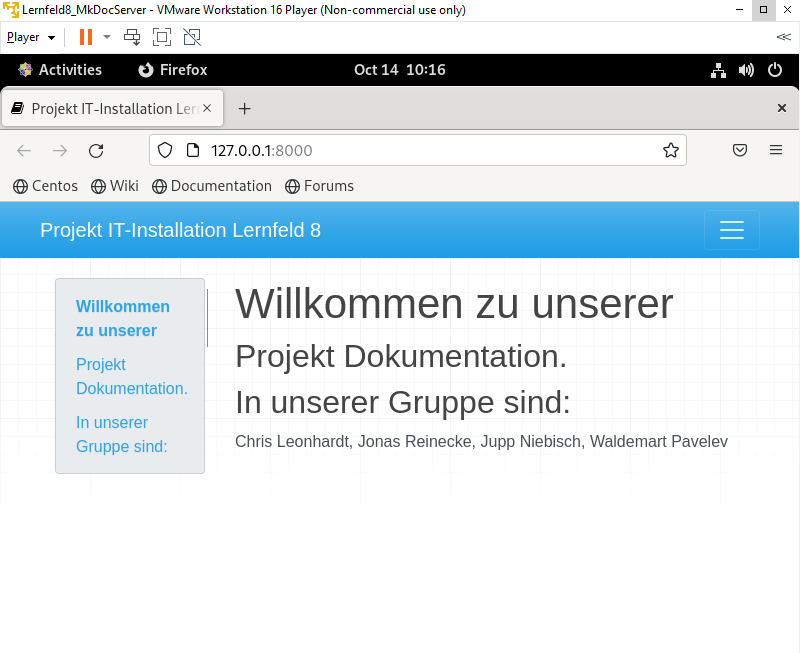 Lernfeld8_MkDocServer - VMware Workstation 16 Player (Non-commercial use only)
Player
Activities Firefox Oct 14 10:16
Projekt IT-Installation Ler
127.0.0.1:8000
Centos Wiki Documentation Forums
Projekt IT-Installation Lernfeld 8
Willkommen
zu unserer
Projekt
Dokumentation.
In unserer
Gruppe sind:
Willkommen zu unserer
Projekt Dokumentation.
In unserer Gruppe sind:
Chris Leonhardt, Jonas Reinecke, Jupp Niebisch, Waldemart Pavelev